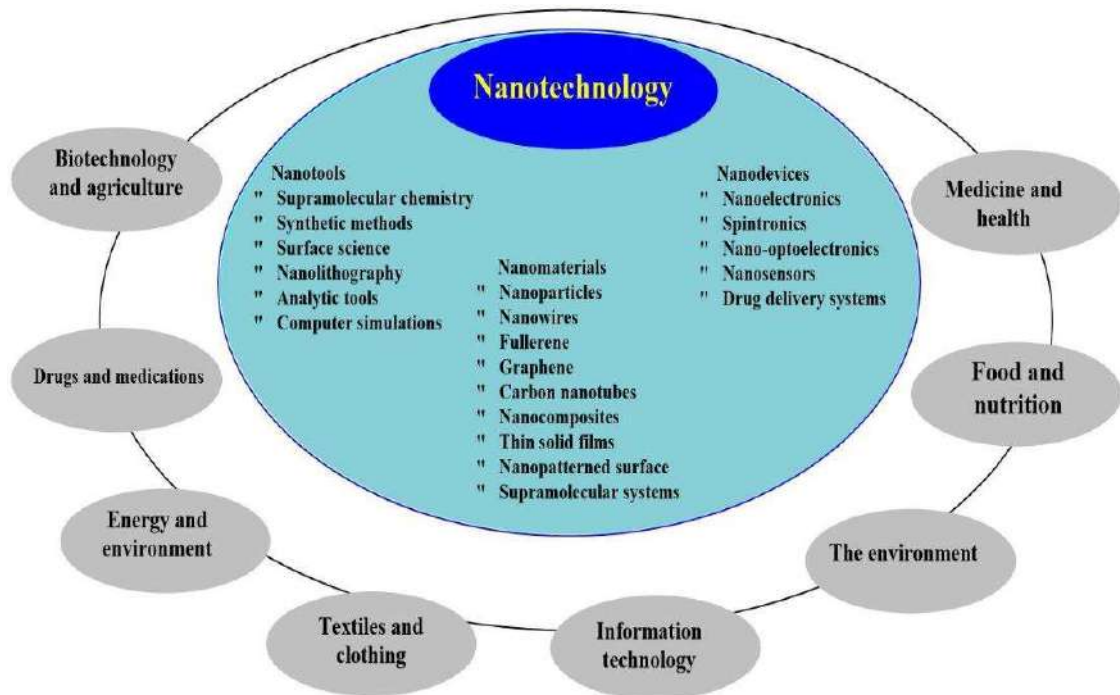 Nanotechnology
Biotechnology
and agriculture
Nanotools
" Supramolecular chemistry
" Synthetic methods
" Surface science
" Nanolithography
" Analytic tools
" Computer simulations
Nanomaterials
" Nanoparticles
" Nanowires
" Fullerene
" Graphene
" Carbon nanotubes
" Nanocomposites
" Thin solid films
" Nanopatterned surface
" Supramolecular systems
Nanodevices
" Nanoelectronics
" Spintronics
" Nano-optoelectronics
" Nanosensors
" Drug delivery systems
Medicine and
health
Drugs and medications
Food and
nutrition
Energy and
environment
The environment
Textiles and
clothing
Information
technology